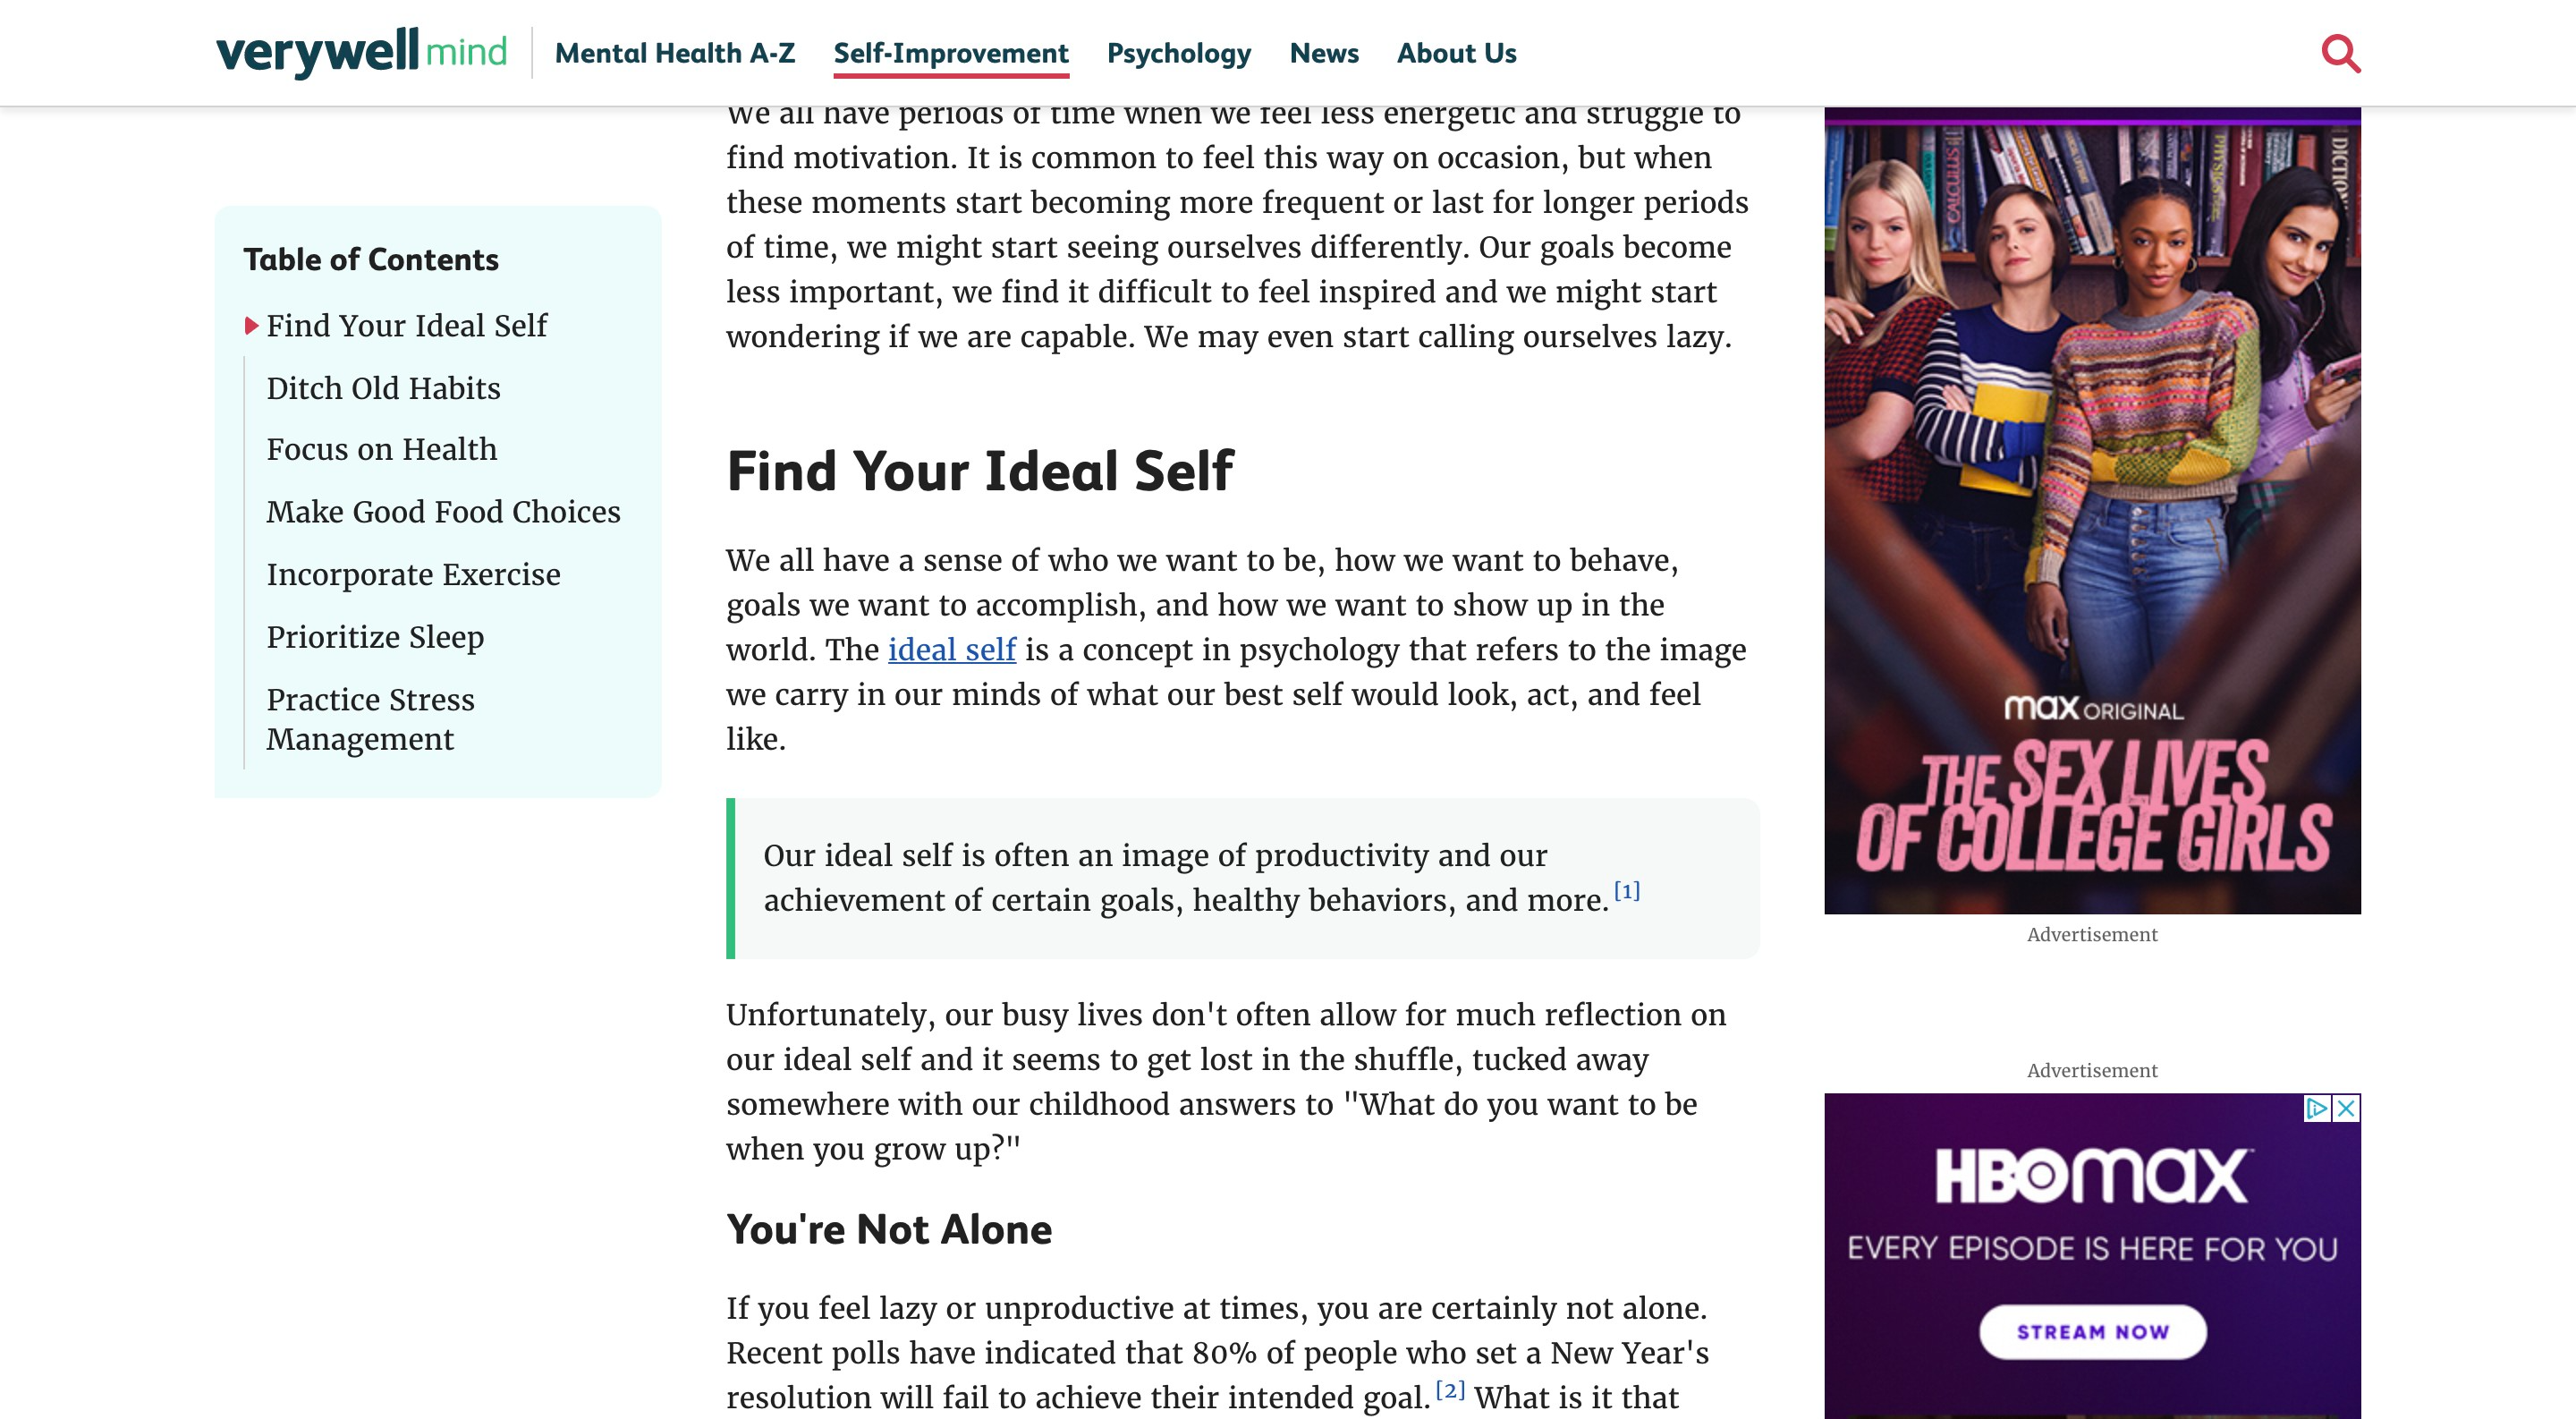 verywell mind
Mental Health A-Z
Self-Improvement
Psychology
News
About Us
Table of Contents
Find Your Ideal Self
Ditch Old Habits
Focus on Health
Make Good Food Choices
Incorporate Exercise
Prioritize Sleep
Practice Stress
Management
We all have periods of time when we feel less energetic and struggle to
find motivation. It is common to feel this way on occasion, but when
these moments start becoming more frequent or last for longer periods
of time, we might start seeing ourselves differently. Our goals become
less important, we find it difficult to feel inspired and we might start
wondering if we are capable. We may even start calling ourselves lazy.
Find Your Ideal Self
We all have a sense of who we want to be, how we want to behave,
goals we want to accomplish, and how we want to show up in the
world. The ideal self is a concept in psychology that refers to the image
we carry in our minds of what our best self would look, act, and feel
like.
Our ideal self is often an image of productivity and our
achievement of certain goals, healthy behaviors, and more. [1]
Unfortunately, our busy lives don't often allow for much reflection on
our ideal self and it seems to get lost in the shuffle, tucked away
somewhere with our childhood answers to "What do you want to be
when you grow up?"
You're Not Alone
If you feel lazy or unproductive at times, you are certainly not alone.
Recent polls have indicated that 80% of people who set a New Year's
resolution will fail to achieve their intended goal. [2] What is it that
CALCULUS I
PHYSICS
max ORIGINAL
THE SEX LIVES
OF COLLEGE GIRLS
Advertisement
Advertisement
HBOmax
EVERY EPISODE IS HERE FOR YOU
STREAM NOW